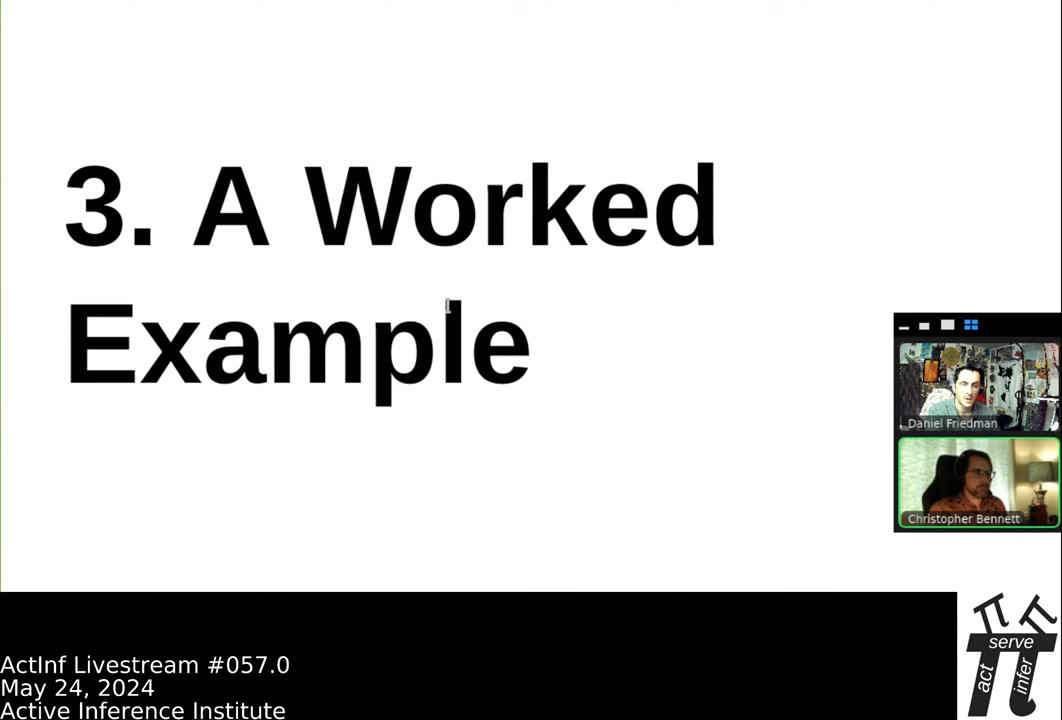 3. A Worked
Example
Daniel Friedman
Christopher Bennett
ActInf Livestream #057.0
May 24, 2024
Active Inference Institute
serve
act
infer